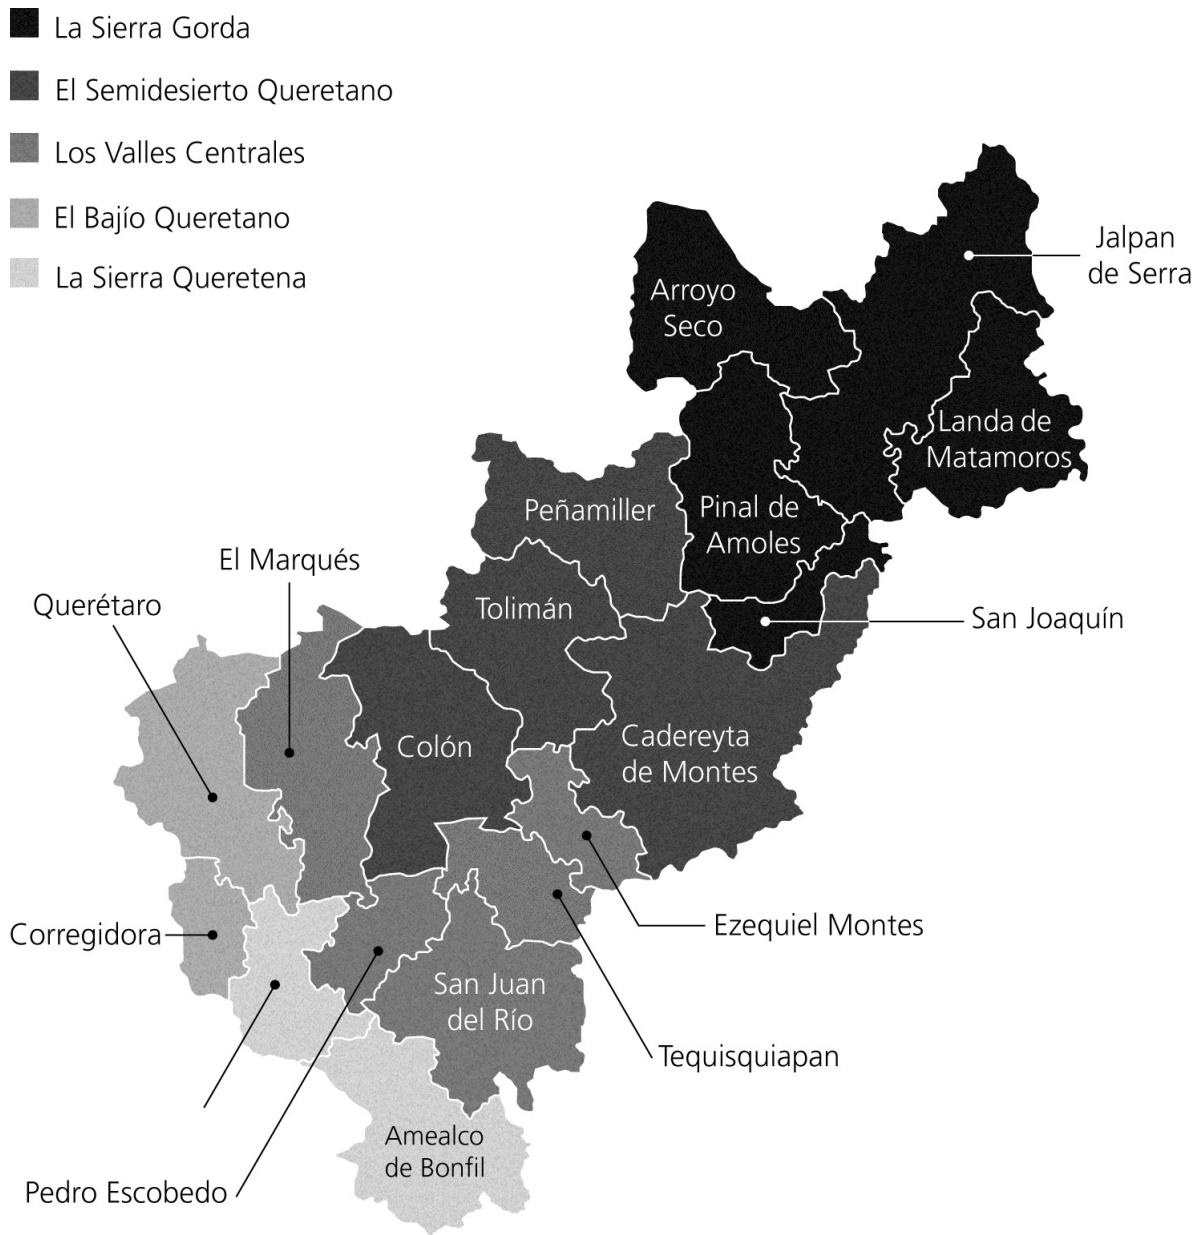 La Sierra Gorda
El Semidesierto Queretano
Los Valles Centrales
El Bajío Queretano
La Sierra Queretena
Jalpan
de Serra
Arroyo
Seco
Landa de
Matamoros
Peñamiller
Pinal de
Amoles
El Marqués
Querétaro
Tolimán
San Joaquín
Colón
Cadereyta
de Montes
Corregidora
Ezequiel Montes
San Juan
del Río
Tequisquiapan
Amealco
de Bonfil
Pedro Escobedo